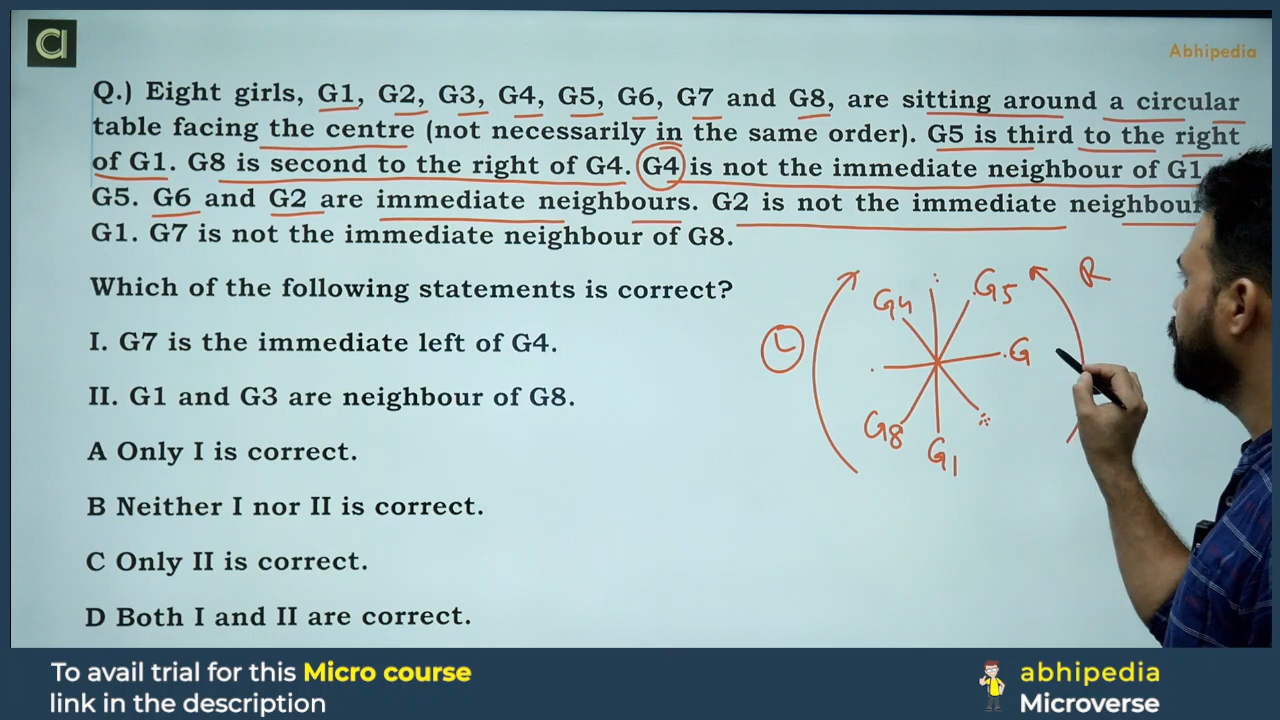 Abhipedia
Q.) Eight girls, G1, G2, G3, G4, G5, G6, G7 and G8, are sitting around a circular
table facing the centre (not necessarily in the same order). G5 is third to the right
of G1. G8 is second to the right of G4. G4 is not the immediate neighbour of G1
G5. G6 and G2 are immediate neighbours. G2 is not the immediate neighbour
G1. G7 is not the immediate neighbour of G8.
Which of the following statements is correct?
I. G7 is the immediate left of G4.
II. G1 and G3 are neighbour of G8.
A Only I is correct.
B Neither I nor II is correct.
C Only II is correct.
D Both I and II are correct.
G5
R
G4
L
G
G8
G1
To avail trial for this Micro course
link in the description
abhipedia
Microverse